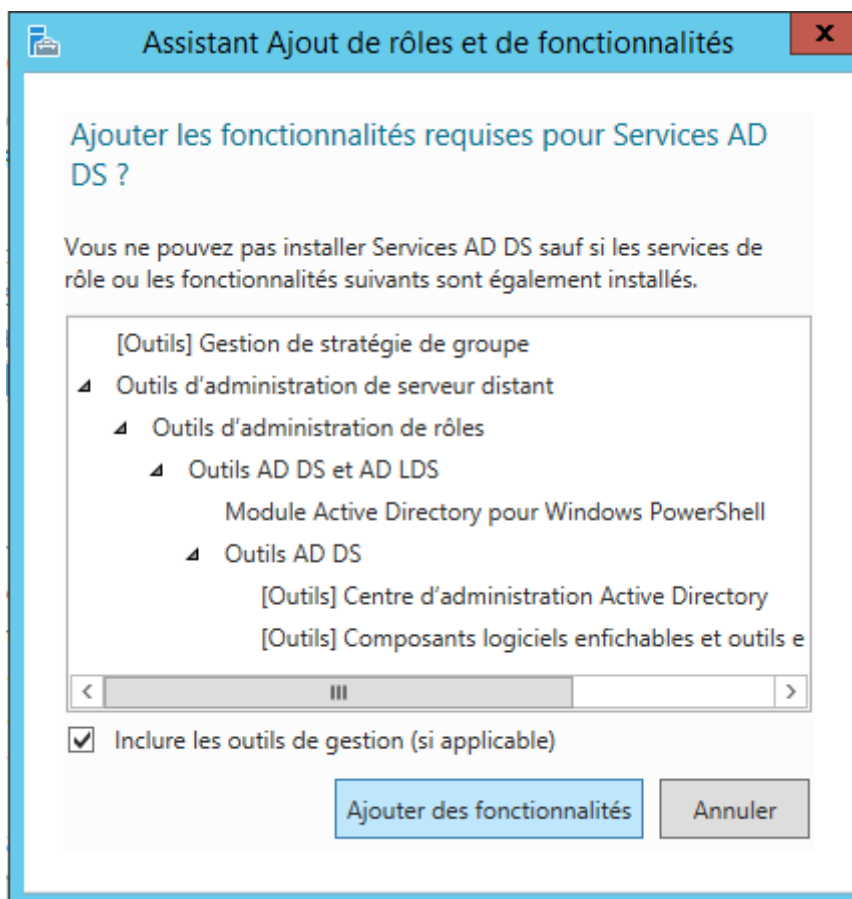 Assistant Ajout de rôles et de fonctionnalités
x
Ajouter les fonctionnalités requises pour Services AD
DS ?
Vous ne pouvez pas installer Services AD DS sauf si les services de
rôle ou les fonctionnalités suivants sont également installés.
[Outils] Gestion de stratégie de groupe
Outils d’administration de serveur distant
Outils d’administration de rôles
Outils AD DS et AD LDS
Module Active Directory pour Windows PowerShell
Outils AD DS
[Outils] Centre d’administration Active Directory
[Outils] Composants logiciels enfichables et outils e
Inclure les outils de gestion (si applicable)
Ajouter des fonctionnalités
Annuler